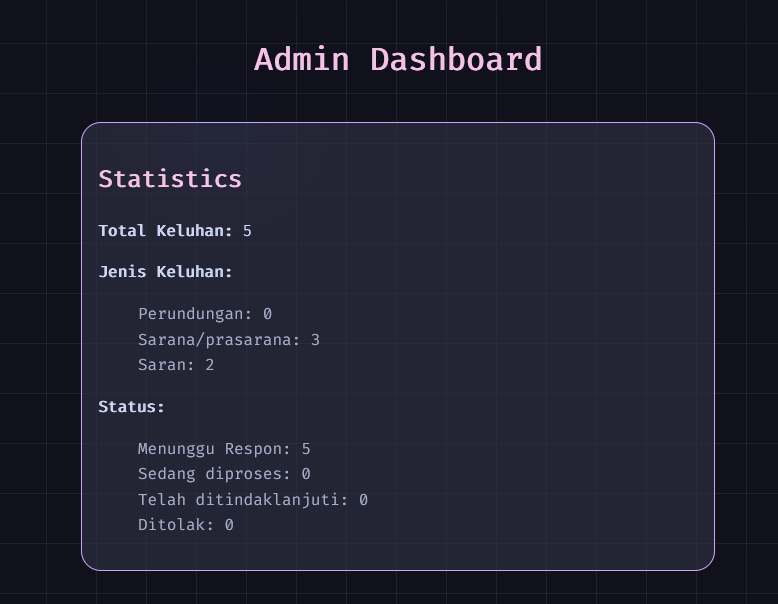 Admin Dashboard
Statistics
Total Keluhan: 5
Jenis Keluhan:
Perundungan: 0
Sarana/prasarana: 3
Saran: 2
Status:
Menunggu Respon: 5
Sedang diproses: 0
Telah ditindaklanjuti: 0
Ditolak: 0